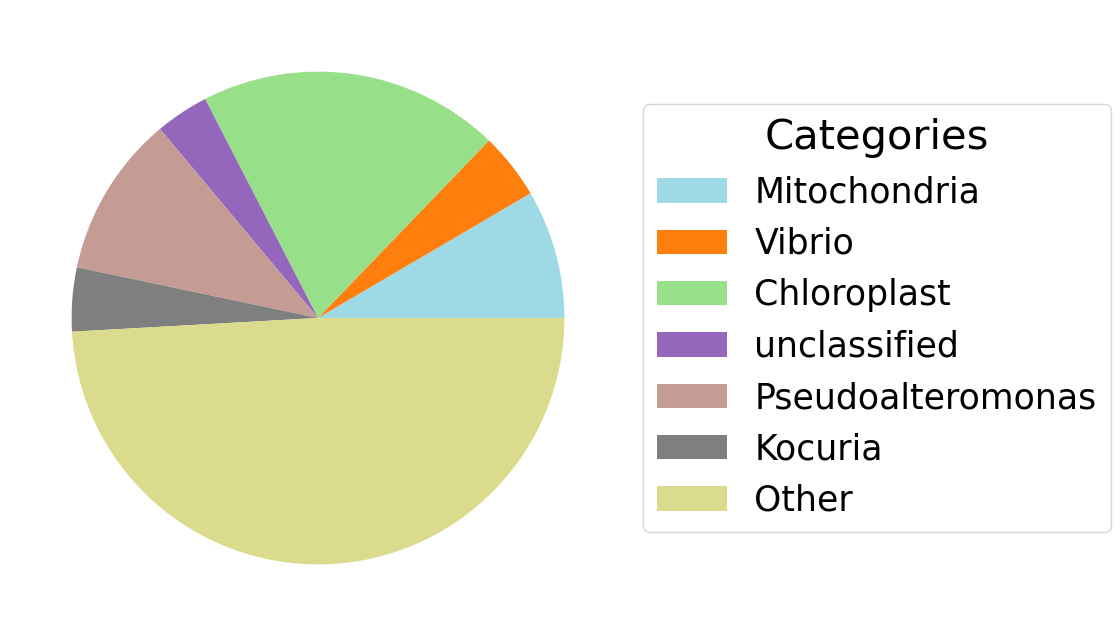 Categories
Mitochondria
Vibrio
Chloroplast
unclassified
Pseudoalteromonas
Kocuria
Other